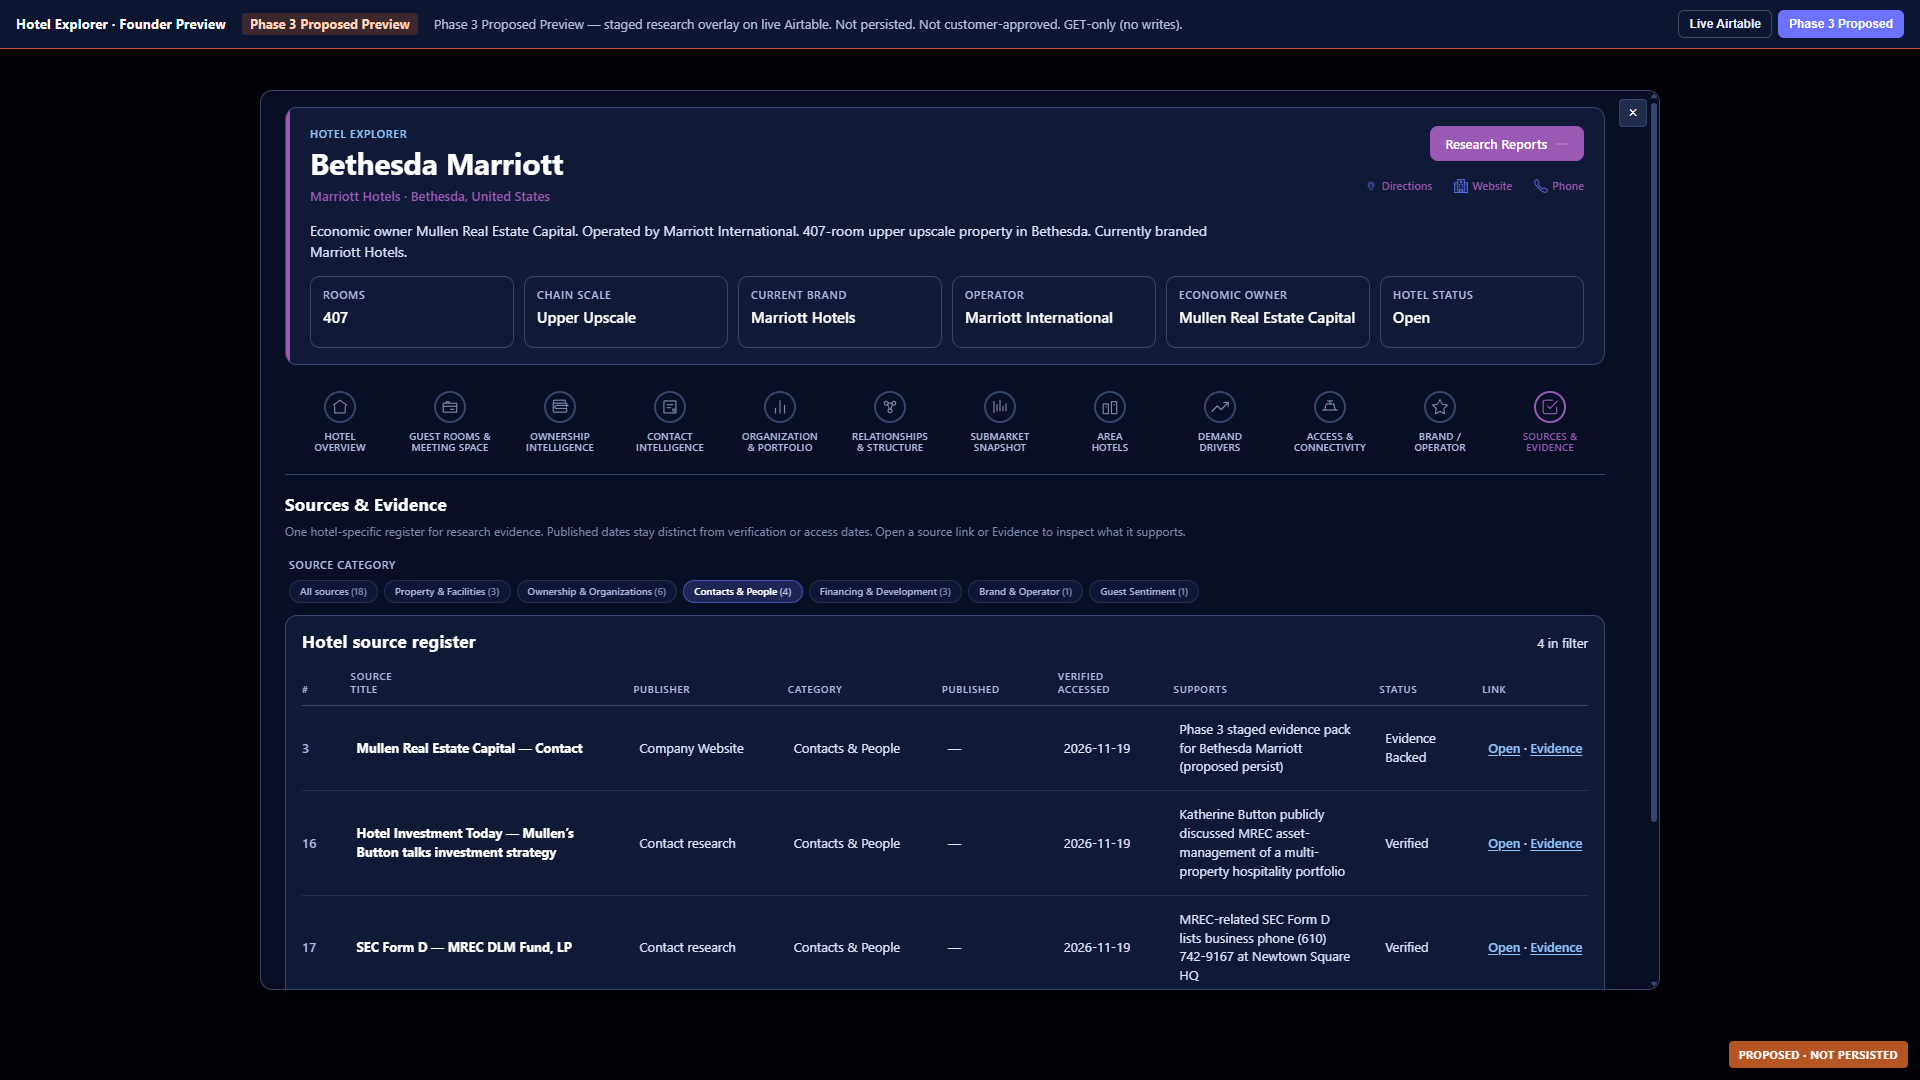 Hotel Explorer · Founder Preview
Phase 3 Proposed Preview
Phase 3 Proposed Preview — staged research overlay on live Airtable. Not persisted. Not customer-approved. GET-only (no writes).
Live Airtable
Phase 3 Proposed
×
HOTEL EXPLORER
Bethesda Marriott
Marriott Hotels · Bethesda, United States
Research Reports —
Directions
Website
Phone
Economic owner Mullen Real Estate Capital. Operated by Marriott International. 407-room upper upscale property in Bethesda. Currently branded
Marriott Hotels.
ROOMS
407
CHAIN SCALE
Upper Upscale
CURRENT BRAND
Marriott Hotels
OPERATOR
Marriott International
ECONOMIC OWNER
Mullen Real Estate Capital
HOTEL STATUS
Open
HOTEL
OVERVIEW
GUEST ROOMS &
MEETING SPACE
OWNERSHIP
INTELLIGENCE
CONTACT
INTELLIGENCE
ORGANIZATION
& PORTFOLIO
RELATIONSHIPS
& STRUCTURE
SUBMARKET
SNAPSHOT
AREA
HOTELS
DEMAND
DRIVERS
ACCESS &
CONNECTIVITY
BRAND /
OPERATOR
SOURCES &
EVIDENCE
Sources & Evidence
One hotel-specific register for research evidence. Published dates stay distinct from verification or access dates. Open a source link or Evidence to inspect what it supports.
SOURCE CATEGORY
All sources (18)
Property & Facilities (3)
Ownership & Organizations (6)
Contacts & People (4)
Financing & Development (3)
Brand & Operator (1)
Guest Sentiment (1)
Hotel source register
4 in filter
#
SOURCE
TITLE
PUBLISHER
CATEGORY
PUBLISHED
VERIFIED
ACCESSED
SUPPORTS
STATUS
LINK
3
Mullen Real Estate Capital — Contact
Company Website
Contacts & People
—
2026-11-19
Phase 3 staged evidence pack
for Bethesda Marriott
(proposed persist)
Evidence
Backed
Open · Evidence
16
Hotel Investment Today — Mullen's
Button talks investment strategy
Contact research
Contacts & People
—
2026-11-19
Katherine Button publicly
discussed MREC asset-
management of a multi-
property hospitality portfolio
Verified
Open · Evidence
17
SEC Form D — MREC DLM Fund, LP
Contact research
Contacts & People
—
2026-11-19
MREC-related SEC Form D
lists business phone (610)
742-9167 at Newtown Square
HQ
Verified
Open · Evidence
PROPOSED · NOT PERSISTED